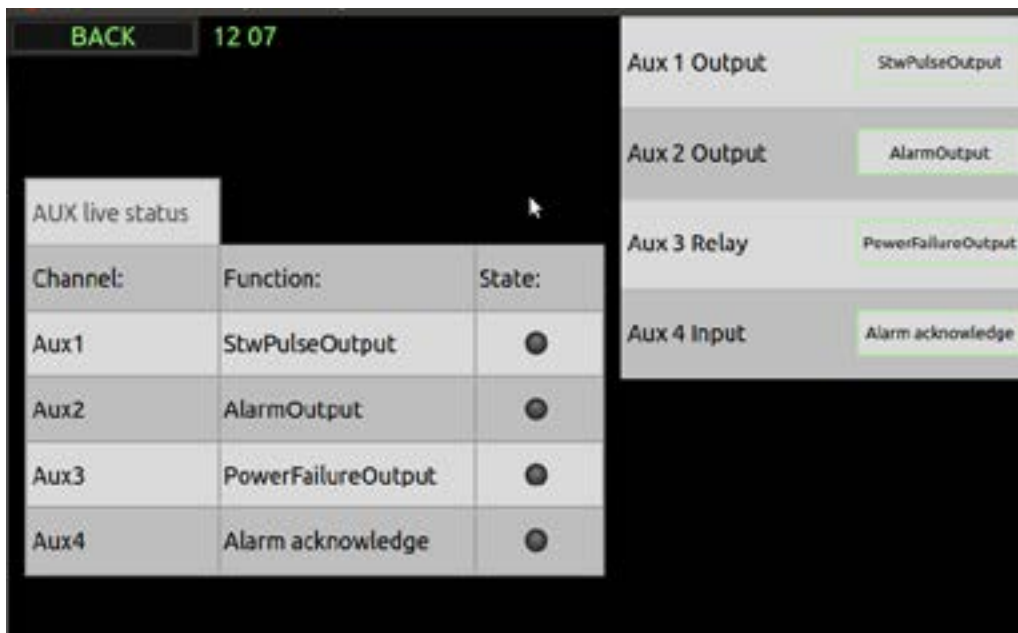 BACK 12 07
AUX live status
Channel: Function: State:
Aux1 StwPulseOutput
Aux2 AlarmOutput
Aux3 PowerFailureOutput
Aux4 Alarm acknowledge
Aux 1 Output StwPulseOutput
Aux 2 Output AlarmOutput
Aux 3 Relay PowerFailureOutput
Aux 4 Input Alarm acknowledge